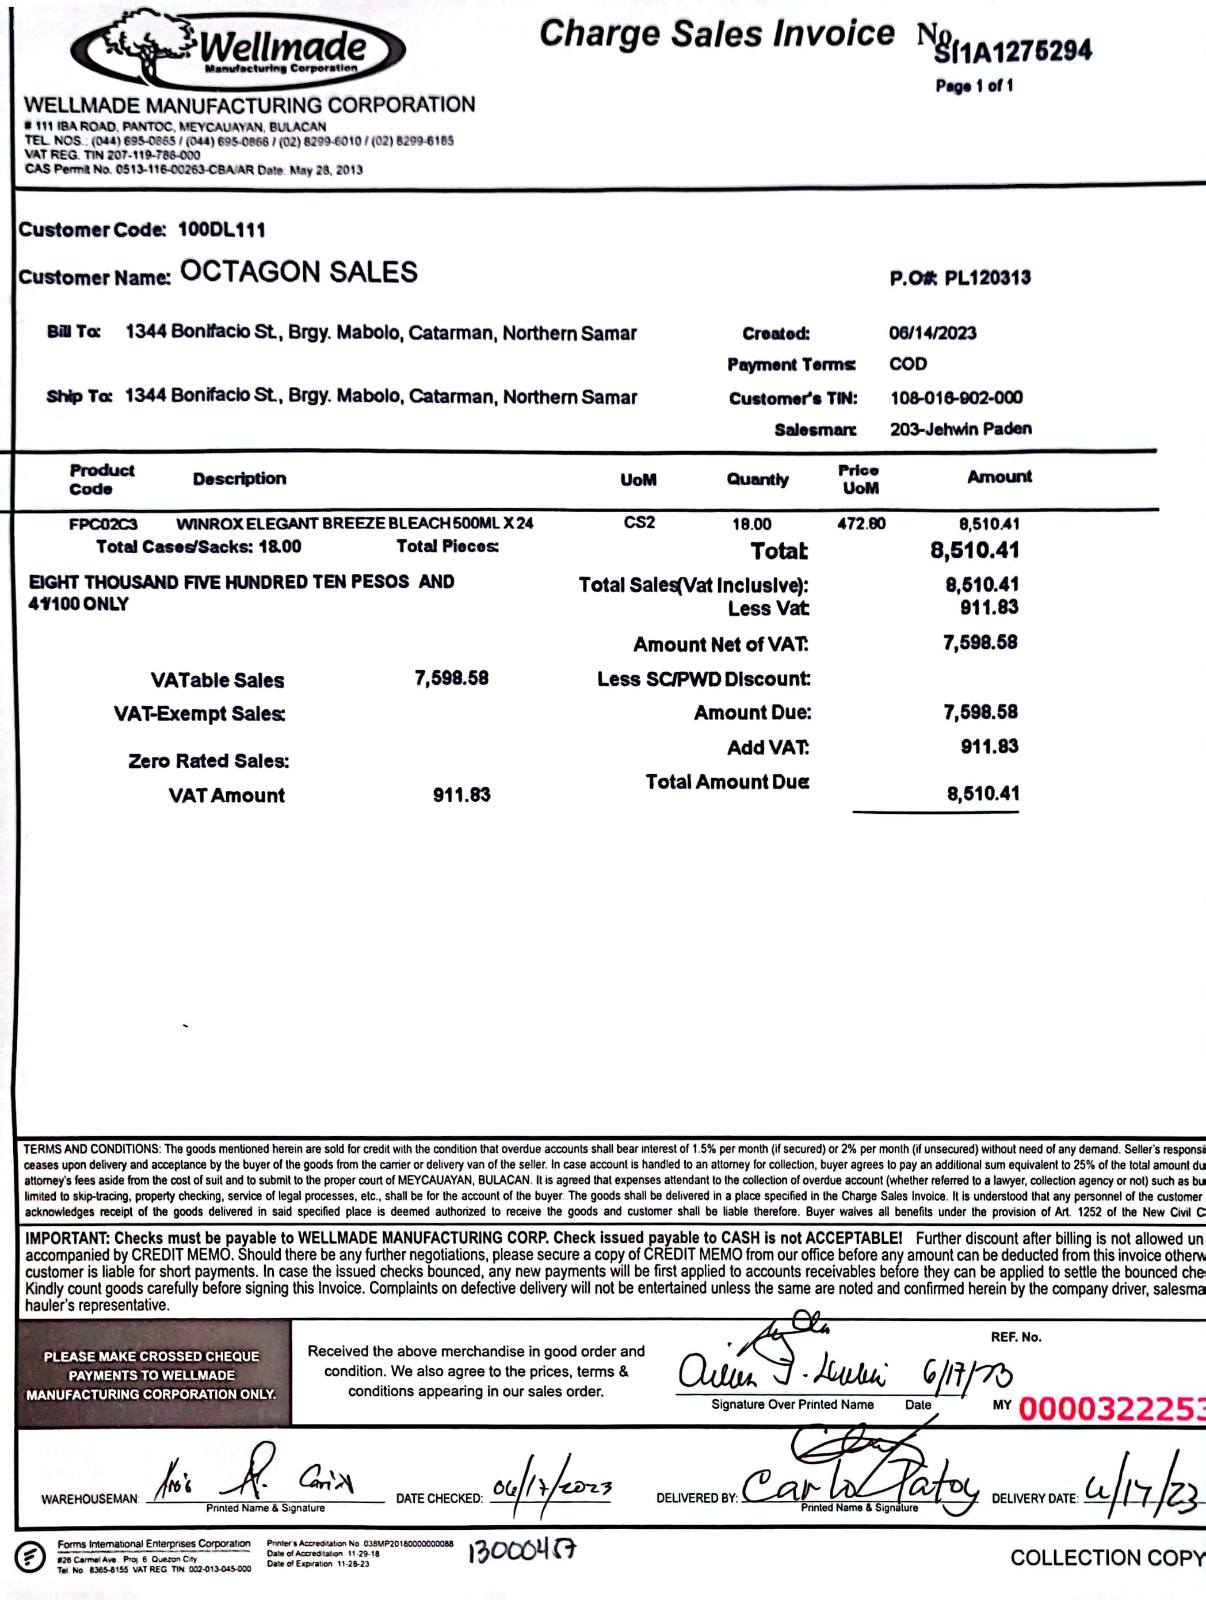 Wellmade
Manufacturing Corporation
Charge Sales Invoice No. SI1A1275294
Page 1 of 1
WELLMADE MANUFACTURING CORPORATION
# 111 IBA ROAD, PANTOC, MEYCAUAYAN, BULACAN
TEL. NOS.: (044) 695-0865 / (044) 695-0866 / (02) 8299-6010 / (02) 8299-6185
VAT REG. TIN 207-119-786-000
CAS Permit No. 0513-116-00263-CBA/AR Date: May 28, 2013
Customer Code: 100DL111
Customer Name: OCTAGON SALES
P.O#: PL120313
Bill To: 1344 Bonifacio St., Brgy. Mabolo, Catarman, Northern Samar
Created: 06/14/2023
Payment Terms: COD
Ship To: 1344 Bonifacio St., Brgy. Mabolo, Catarman, Northern Samar
Customer's TIN: 108-016-902-000
Salesman: 203-Jehwin Paden
Product Code Description UoM Quantity Price UoM Amount
FPC02C3 WINROX ELEGANT BREEZE BLEACH 500ML X 24 CS2 18.00 472.80 8,510.41
Total Cases/Sacks: 18.00 Total Pieces: Total: 8,510.41
EIGHT THOUSAND FIVE HUNDRED TEN PESOS AND
41/100 ONLY
Total Sales(Vat Inclusive): 8,510.41
Less Vat: 911.83
Amount Net of VAT: 7,598.58
VATable Sales 7,598.58
Less SC/PWD Discount:
VAT-Exempt Sales:
Amount Due: 7,598.58
Add VAT: 911.83
Zero Rated Sales:
Total Amount Due: 8,510.41
VAT Amount 911.83
TERMS AND CONDITIONS: The goods mentioned herein are sold for credit with the condition that overdue accounts shall bear interest of 1.5% per month (if secured) or 2% per month (if unsecured) without need of any demand. Seller's responsi
ceases upon delivery and acceptance by the buyer of the goods from the carrier or delivery van of the seller. In case account is handled to an attorney for collection, buyer agrees to pay an additional sum equivalent to 25% of the total amount du
attorney's fees aside from the cost of suit and to submit to the proper court of MEYCAUAYAN, BULACAN. It is agreed that expenses attendant to the collection of overdue account (whether referred to a lawyer, collection agency or not) such as bu
limited to skip-tracing, property checking, service of legal processes, etc., shall be for the account of the buyer. The goods shall be delivered in a place specified in the Charge Sales Invoice. It is understood that any personnel of the customer
acknowledges receipt of the goods delivered in said specified place is deemed authorized to receive the goods and customer shall be liable therefore. Buyer waives all benefits under the provision of Art. 1252 of the New Civil C
IMPORTANT: Checks must be payable to WELLMADE MANUFACTURING CORP. Check issued payable to CASH is not ACCEPTABLE! Further discount after billing is not allowed un
accompanied by CREDIT MEMO. Should there be any further negotiations, please secure a copy of CREDIT MEMO from our office before any amount can be deducted from this invoice otherw
customer is liable for short payments. In case the issued checks bounced, any new payments will be first applied to accounts receivables before they can be applied to settle the bounced che
Kindly count goods carefully before signing this Invoice. Complaints on defective delivery will not be entertained unless the same are noted and confirmed herein by the company driver, salesma
hauler's representative.
PLEASE MAKE CROSSED CHEQUE
PAYMENTS TO WELLMADE
MANUFACTURING CORPORATION ONLY.
Received the above merchandise in good order and
condition. We also agree to the prices, terms &
conditions appearing in our sales order.
6/17/23
Signature Over Printed Name Date
REF. No.
MY 0000322253
WAREHOUSEMAN
Printed Name & Signature
DATE CHECKED: 06/17/2023
DELIVERED BY: Carlo Patoy
Printed Name & Signature
DELIVERY DATE: 6/17/23
Forms International Enterprises Corporation
#26 Carmel Ave. Proj. 6 Quezon City
Tel. No. 8365-8155 VAT REG. TIN. 002-013-045-000
Printer's Accreditation No. 038MP20180000000088
Date of Accreditation 11-29-18
Date of Expiration 11-28-23
COLLECTION COPY